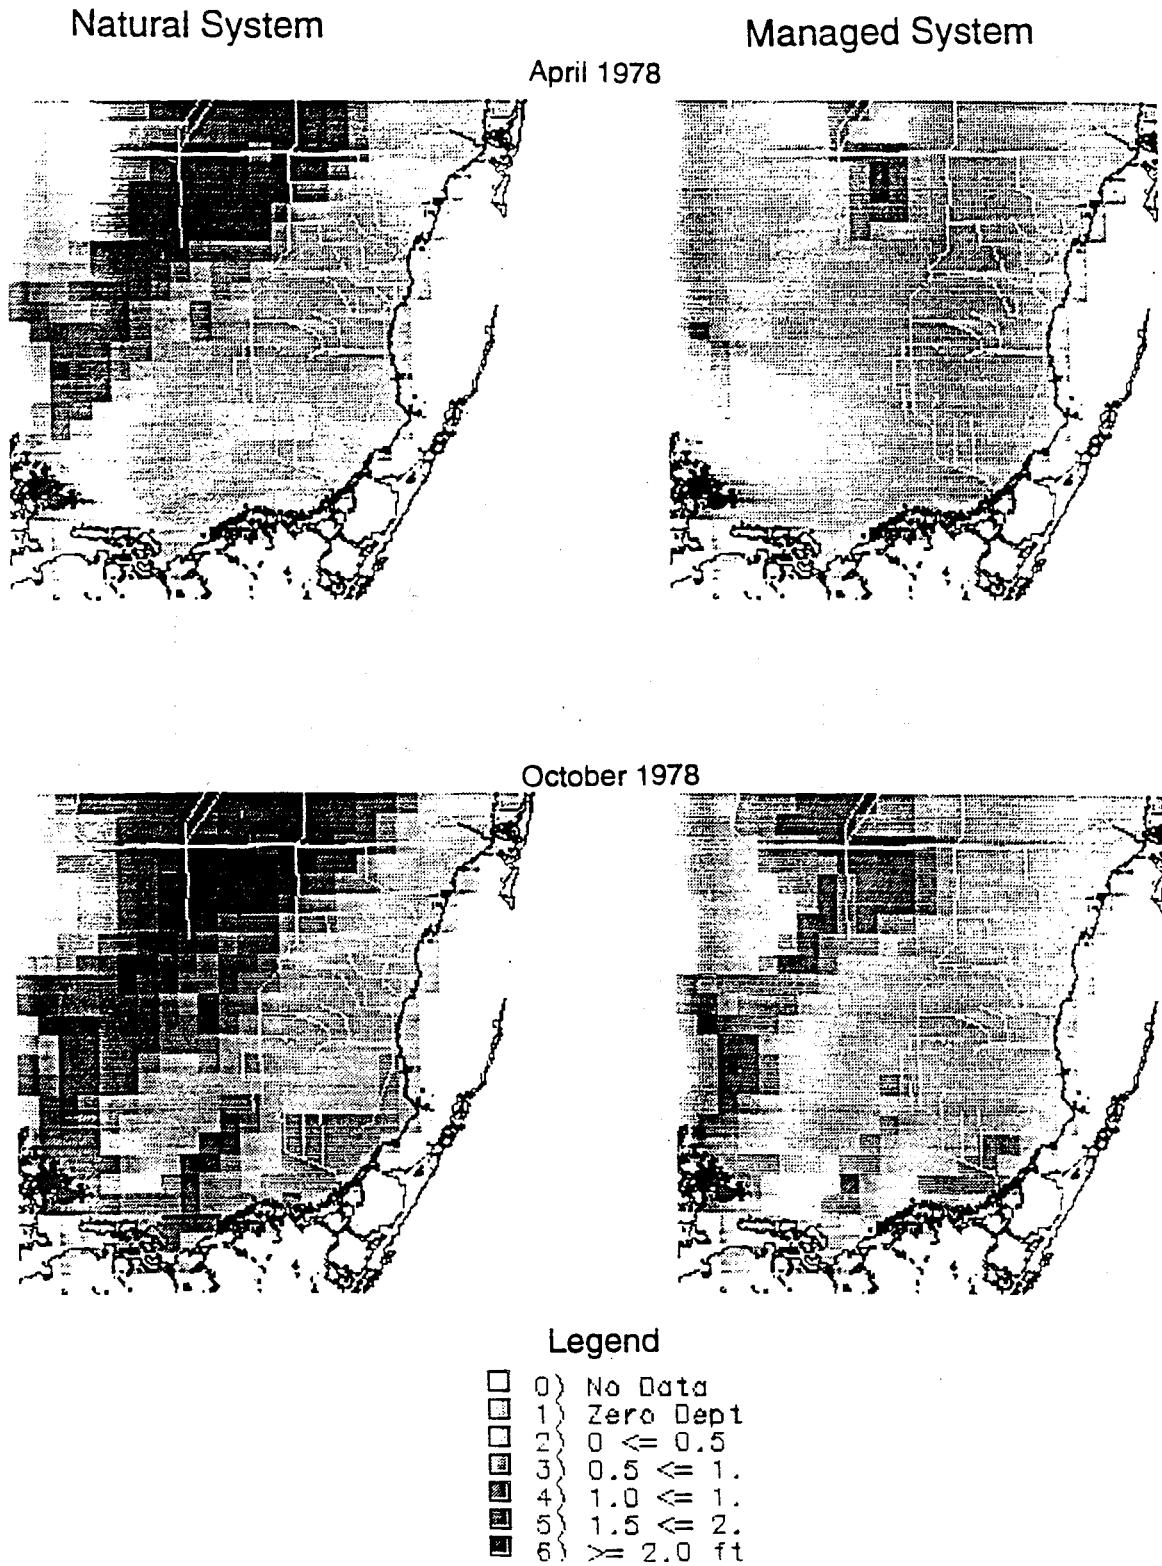 Natural System
Managed System
April 1978
October 1978
Legend
0) No Data
1) Zero Dept
2) 0 <= 0.5
3) 0.5 <= 1.
4) 1.0 <= 1.
5) 1.5 <= 2.
6) >= 2.0 ft